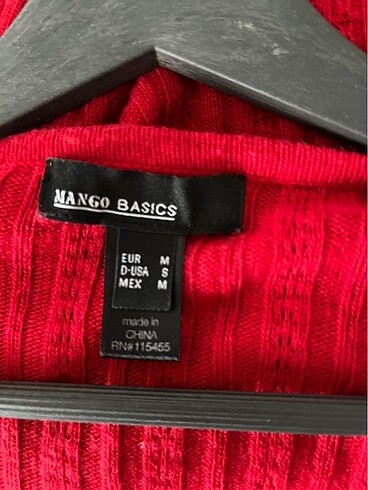 MANGO BASICS
EUR M
D-USA S
MEX M
made in
CHINA
RN# 115455